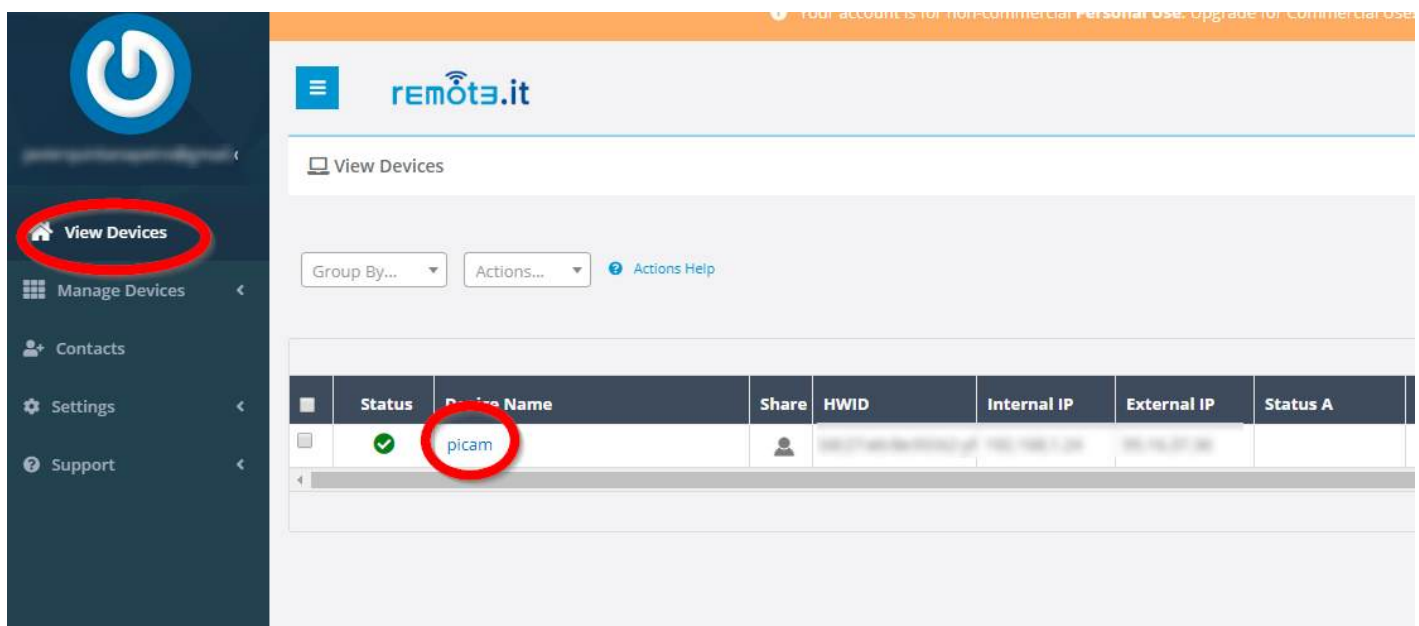 Your account is for non-commercial Personal Use. Upgrade for Commercial Use
remotƎ.it
View Devices
View Devices
Group By... Actions... Actions Help
Manage Devices
Contacts
Status Device Name Share HWID Internal IP External IP Status A
Settings
picam
Support